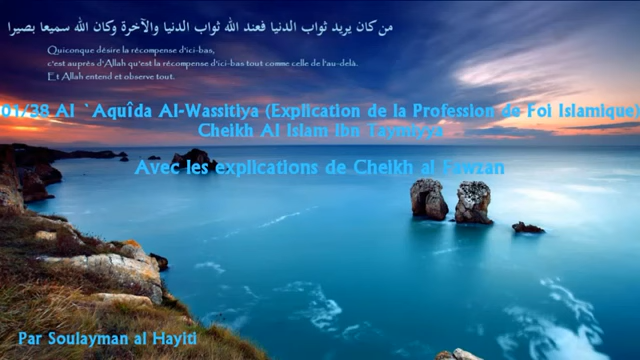 من كان يريد ثواب الدنيا فعند الله ثواب الدنيا والآخرة وكان الله سميعا بصيرا
Quiconque désire la récompense d'ici-bas,
c'est auprès d'Allah qu'est la récompense d'ici-bas tout comme celle de l'au-delà.
Et Allah entend et observe tout.
01/38 Al `Aquîda Al-Wassitiya (Explication de la Profession de Foi Islamique)
Cheikh Al Islam Ibn Taymiyya
Avec les explications de Cheikh al Fawzan
Par Soulayman al Hayiti